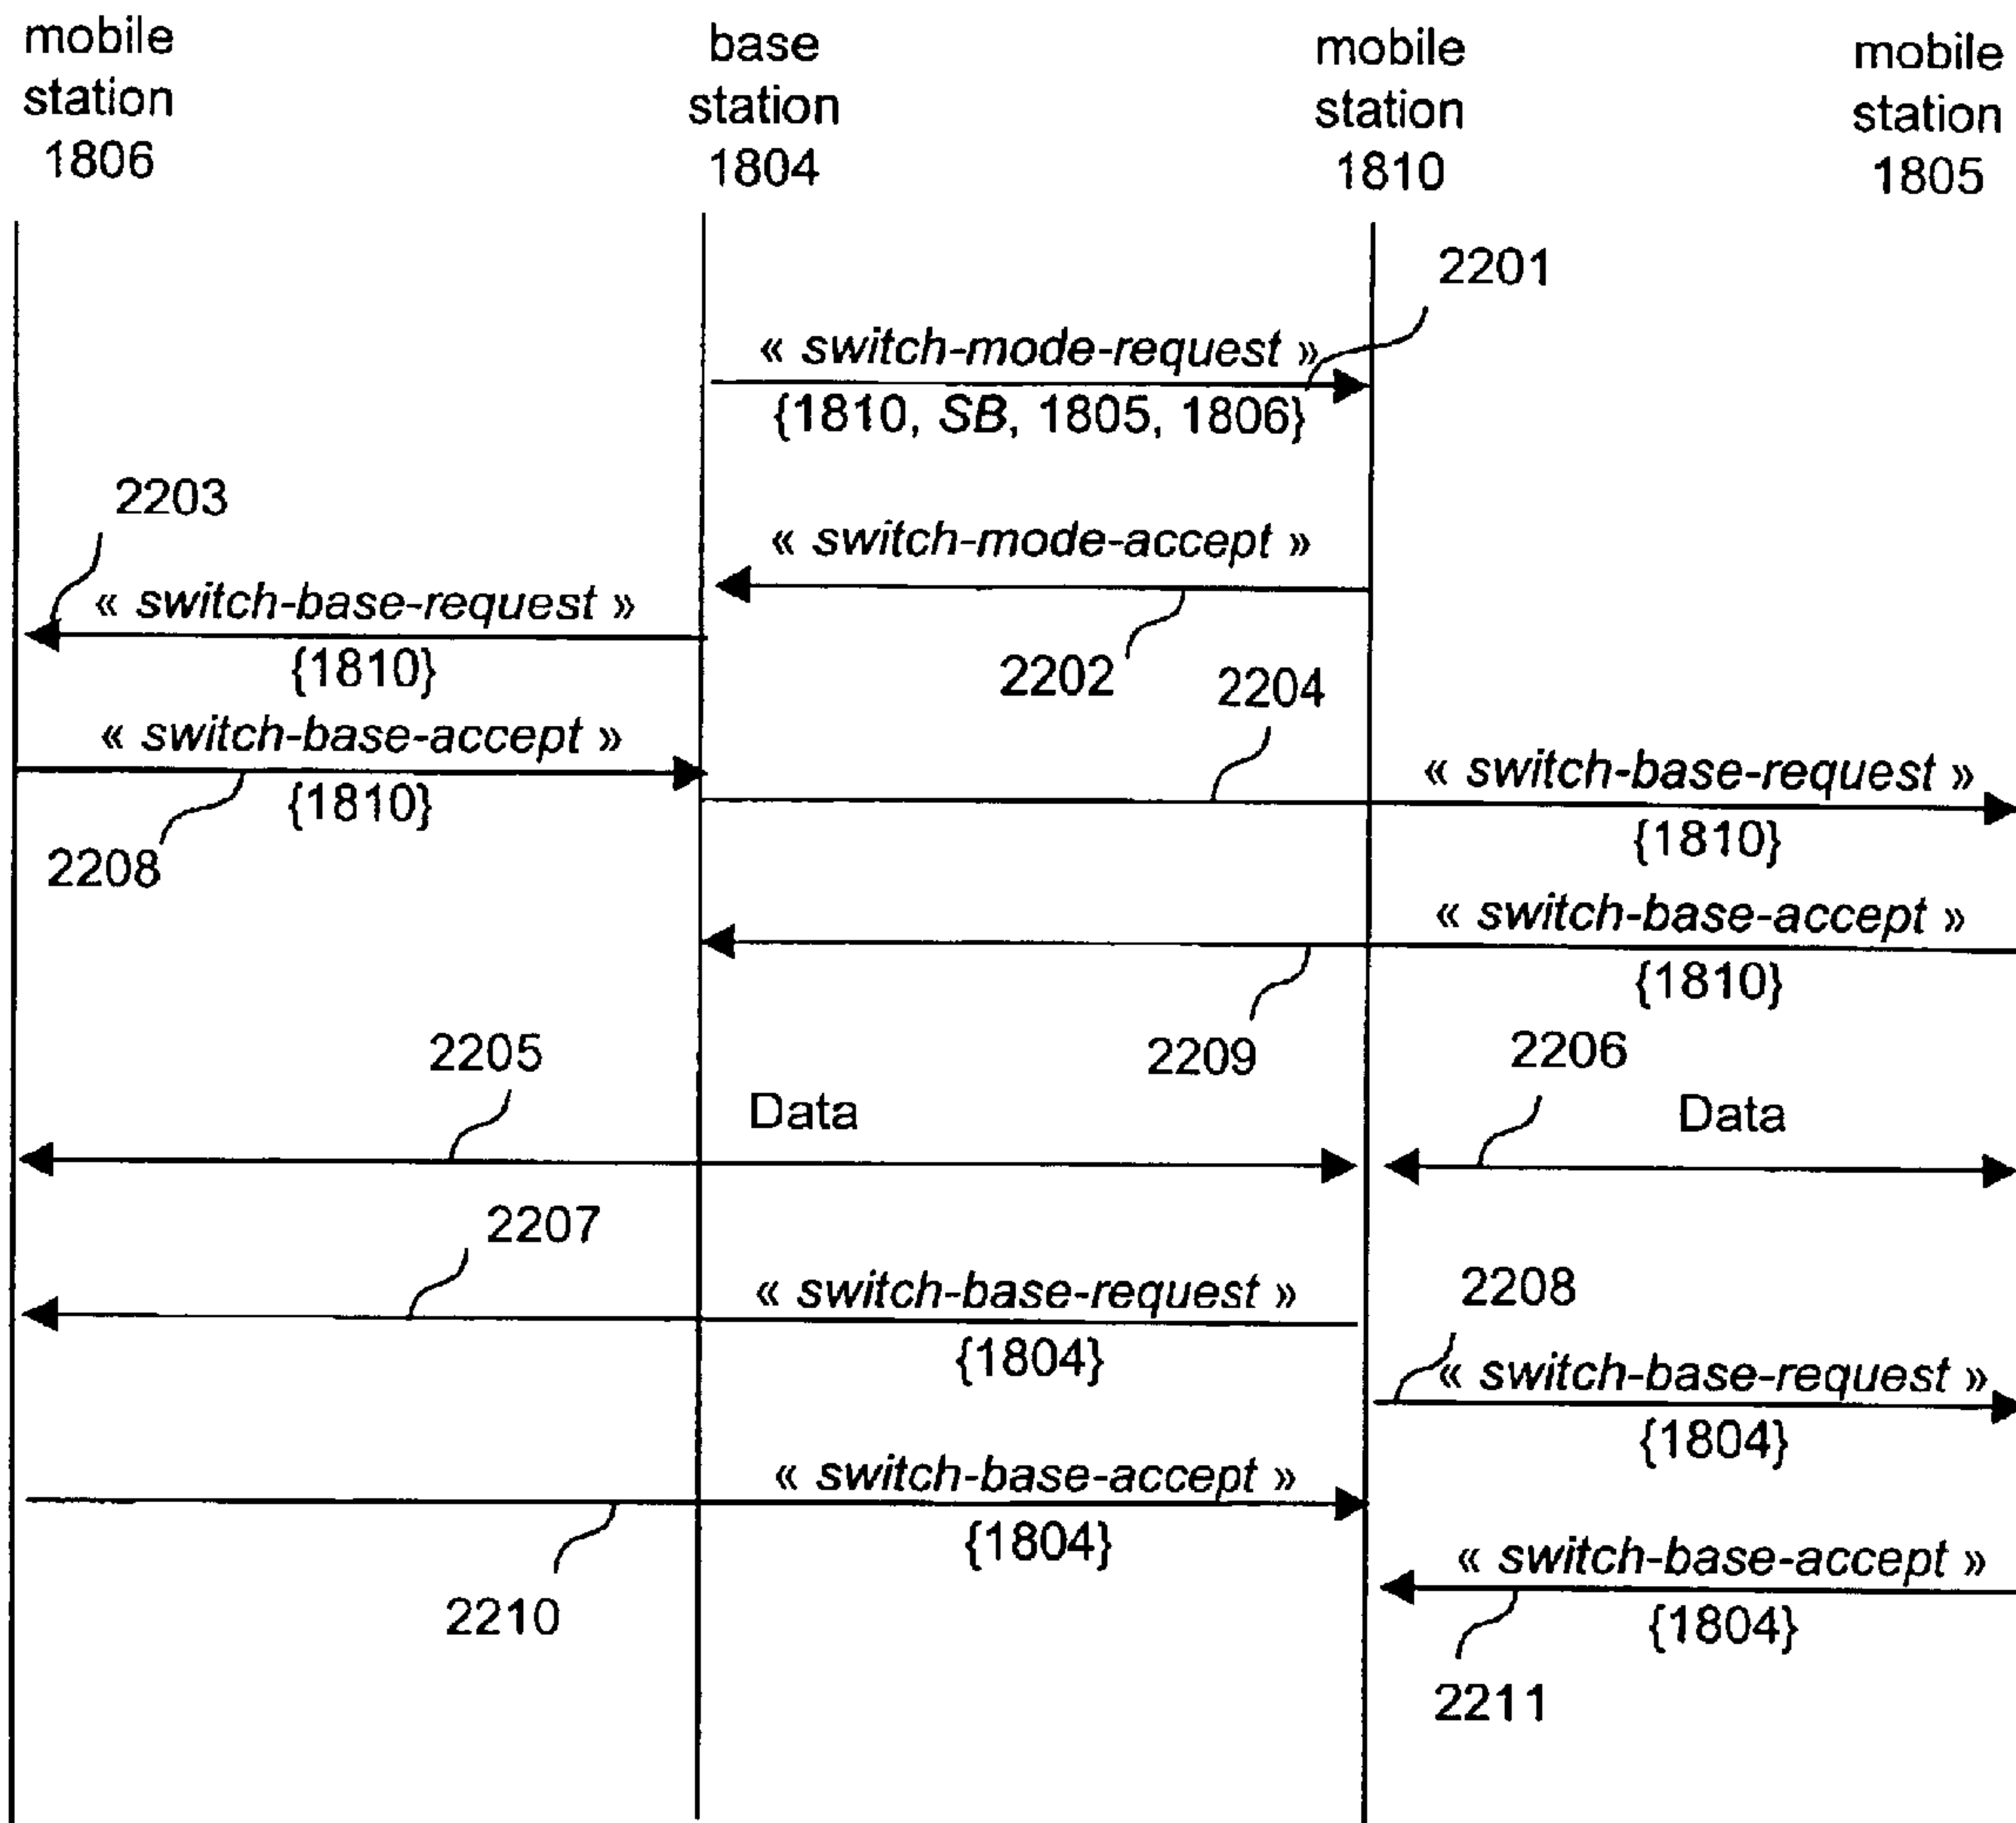 mobile
station
1806
base
station
1804
mobile
station
1810
mobile
station
1805
2201
« switch-mode-request »
{1810, SB, 1805, 1806}
2203
« switch-mode-accept »
« switch-base-request »
{1810}
2202
2204
« switch-base-accept »
{1810}
« switch-base-request »
{1810}
2208
« switch-base-accept »
{1810}
2209
2205
2206
Data
Data
2207
« switch-base-request »
{1804}
2208
« switch-base-request »
{1804}
« switch-base-accept »
{1804}
2210
« switch-base-accept »
{1804}
2211